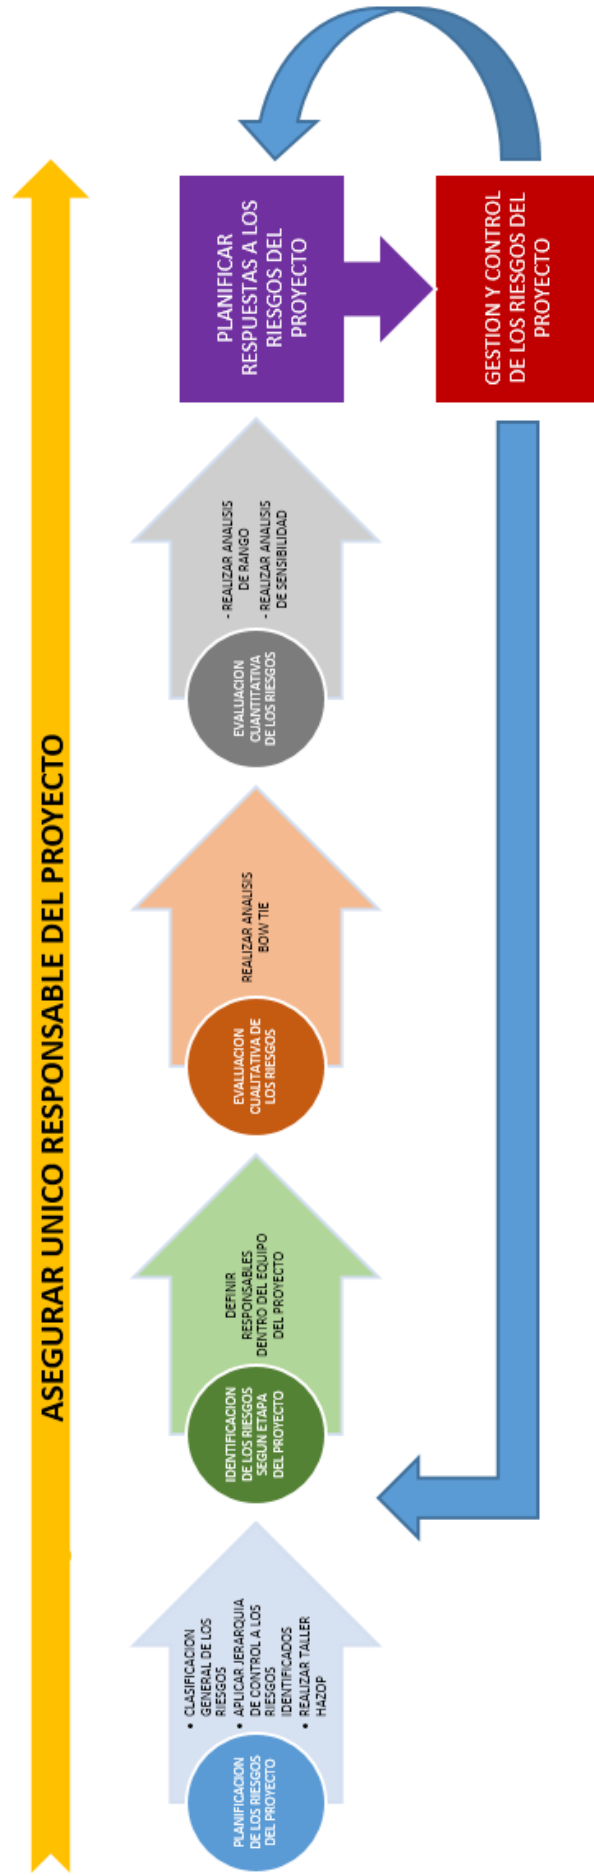 ASEGURAR UNICO RESPONSABLE DEL PROYECTO
PLANIFICACION
DE LOS RIESGOS
DEL PROYECTO
• CLASIFICACION
GENERAL DE LOS
RIESGOS
• APLICAR JERARQUIA
DE CONTROL A LOS
RIESGOS
IDENTIFICADOS
• REALIZAR TALLER
HAZOP
IDENTIFICACION
DE LOS RIESGOS
SEGUN ETAPA
DEL PROYECTO
DEFINIR
RESPONSABLES
DENTRO DEL EQUIPO
DEL PROYECTO
EVALUACION
CUALITATIVA DE
LOS RIESGOS
REALIZAR ANALISIS
BOW TIE
EVALUACION
CUANTITATIVA
DE LOS RIESGOS
- REALIZAR ANALISIS
DE RANGO
- REALIZAR ANALISIS
DE SENSIBILIDAD
PLANIFICAR
RESPUESTAS A LOS
RIESGOS DEL
PROYECTO
GESTION Y CONTROL
DE LOS RIESGOS DEL
PROYECTO